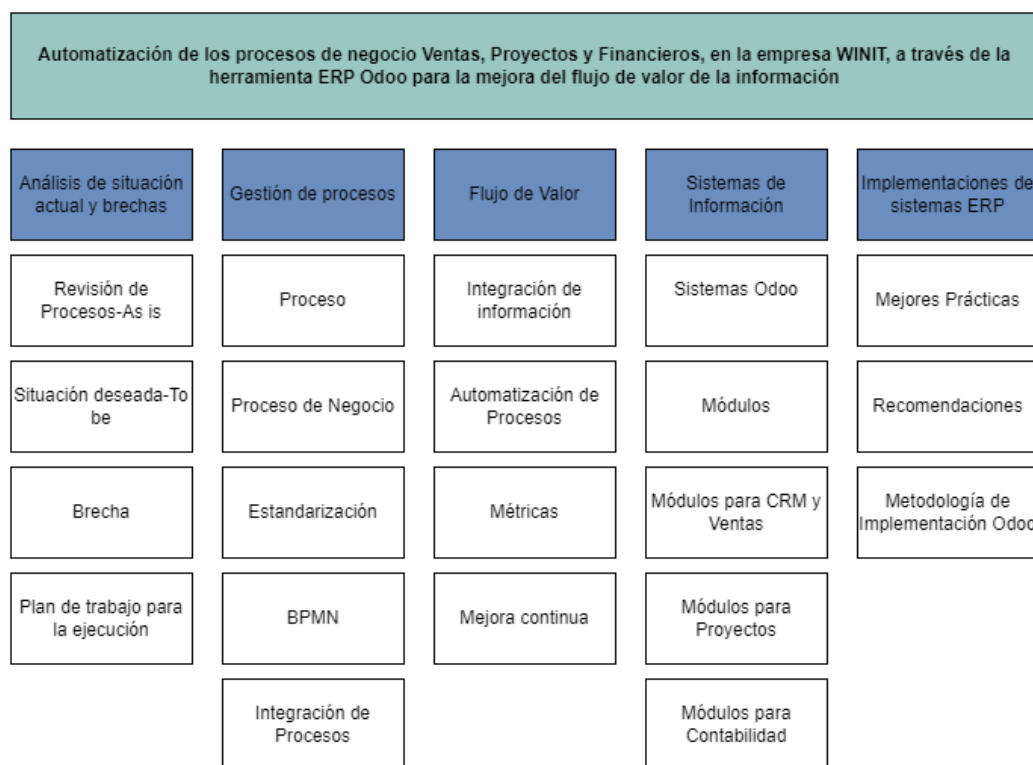 Automatización de los procesos de negocio Ventas, Proyectos y Financieros, en la empresa WINIT, a través de la
herramienta ERP Odoo para la mejora del flujo de valor de la información
Análisis de situación
actual y brechas
Gestión de procesos
Flujo de Valor
Sistemas de
Información
Implementaciones de
sistemas ERP
Revisión de
Procesos-As is
Proceso
Integración de
información
Sistemas Odoo
Mejores Prácticas
Situación deseada-To
be
Proceso de Negocio
Automatización de
Procesos
Módulos
Recomendaciones
Brecha
Estandarización
Métricas
Módulos para CRM y
Ventas
Metodología de
Implementación Odoo
Plan de trabajo para
la ejecución
BPMN
Mejora continua
Módulos para
Proyectos
Integración de
Procesos
Módulos para
Contabilidad